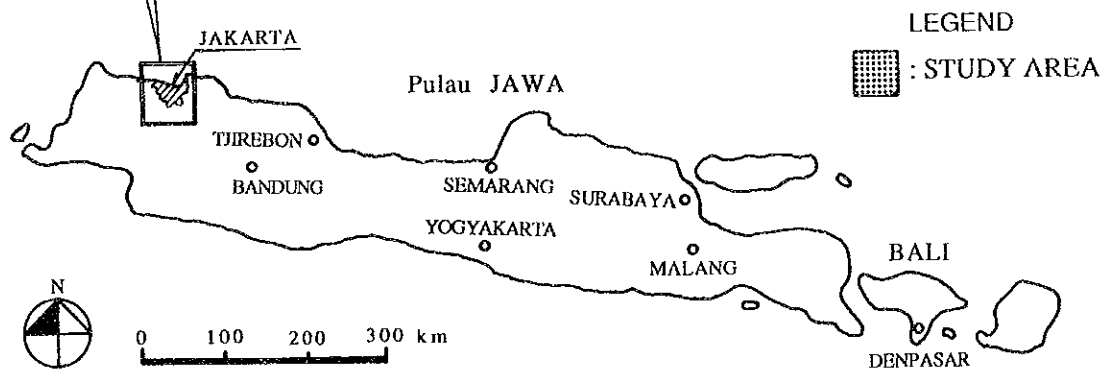 LEGEND
: STUDY AREA
JAKARTA
Pulau JAWA
TJIREBON
BANDUNG
SEMARANG
SURABAYA
YOGYAKARTA
MALANG
BALI
DENPASAR
N
0 100 200 300 km